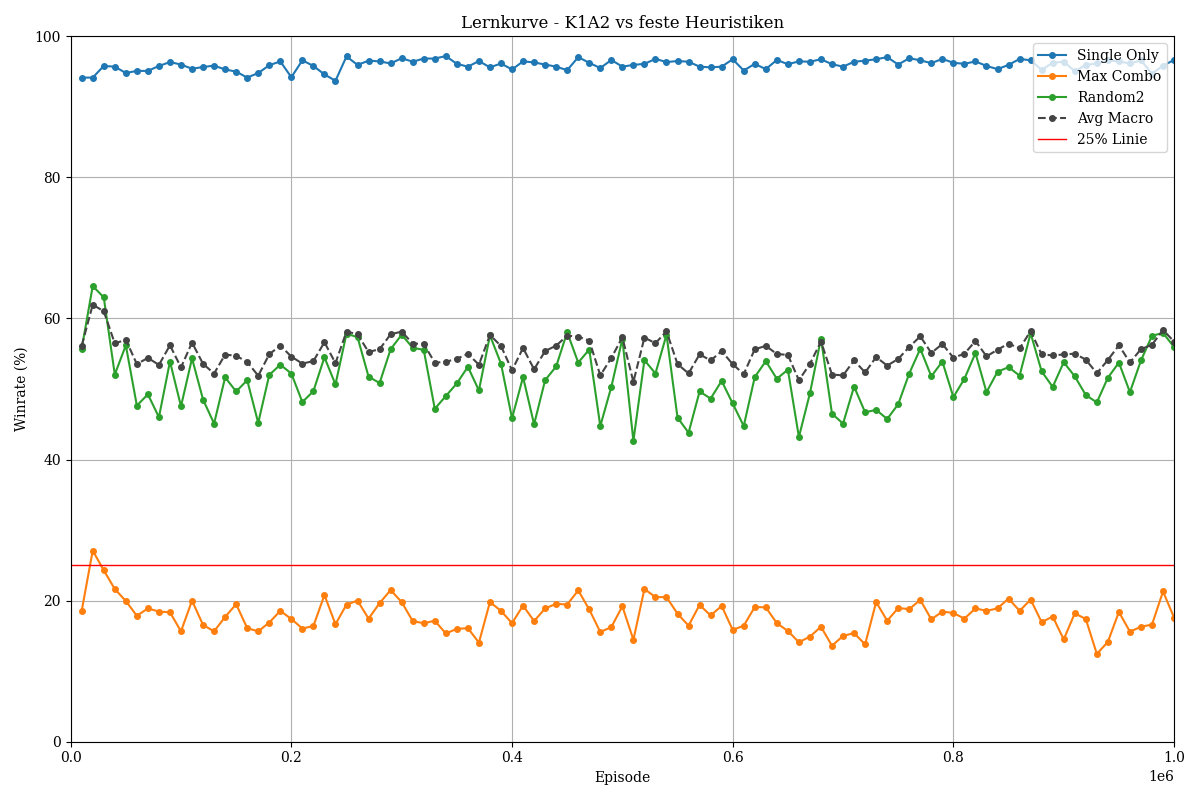 Lernkurve - K1A2 vs feste Heuristiken
100
80
60
40
20
0
Winrate (%)
Single Only
Max Combo
Random2
Avg Macro
25% Linie
0.0
0.2
0.4
0.6
0.8
1.0
Episode
1e6